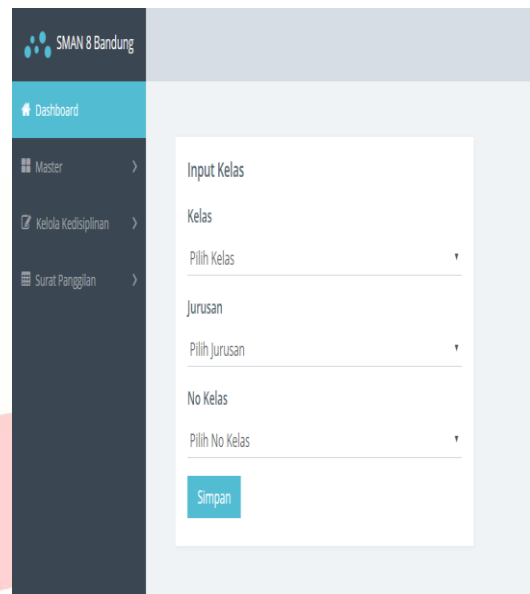 SMAN 8 Bandung
Dashboard
Master
Kelola Kedisiplinan
Surat Panggilan
Input Kelas
Kelas
Pilih Kelas
Jurusan
Pilih Jurusan
No Kelas
Pilih No Kelas
Simpan